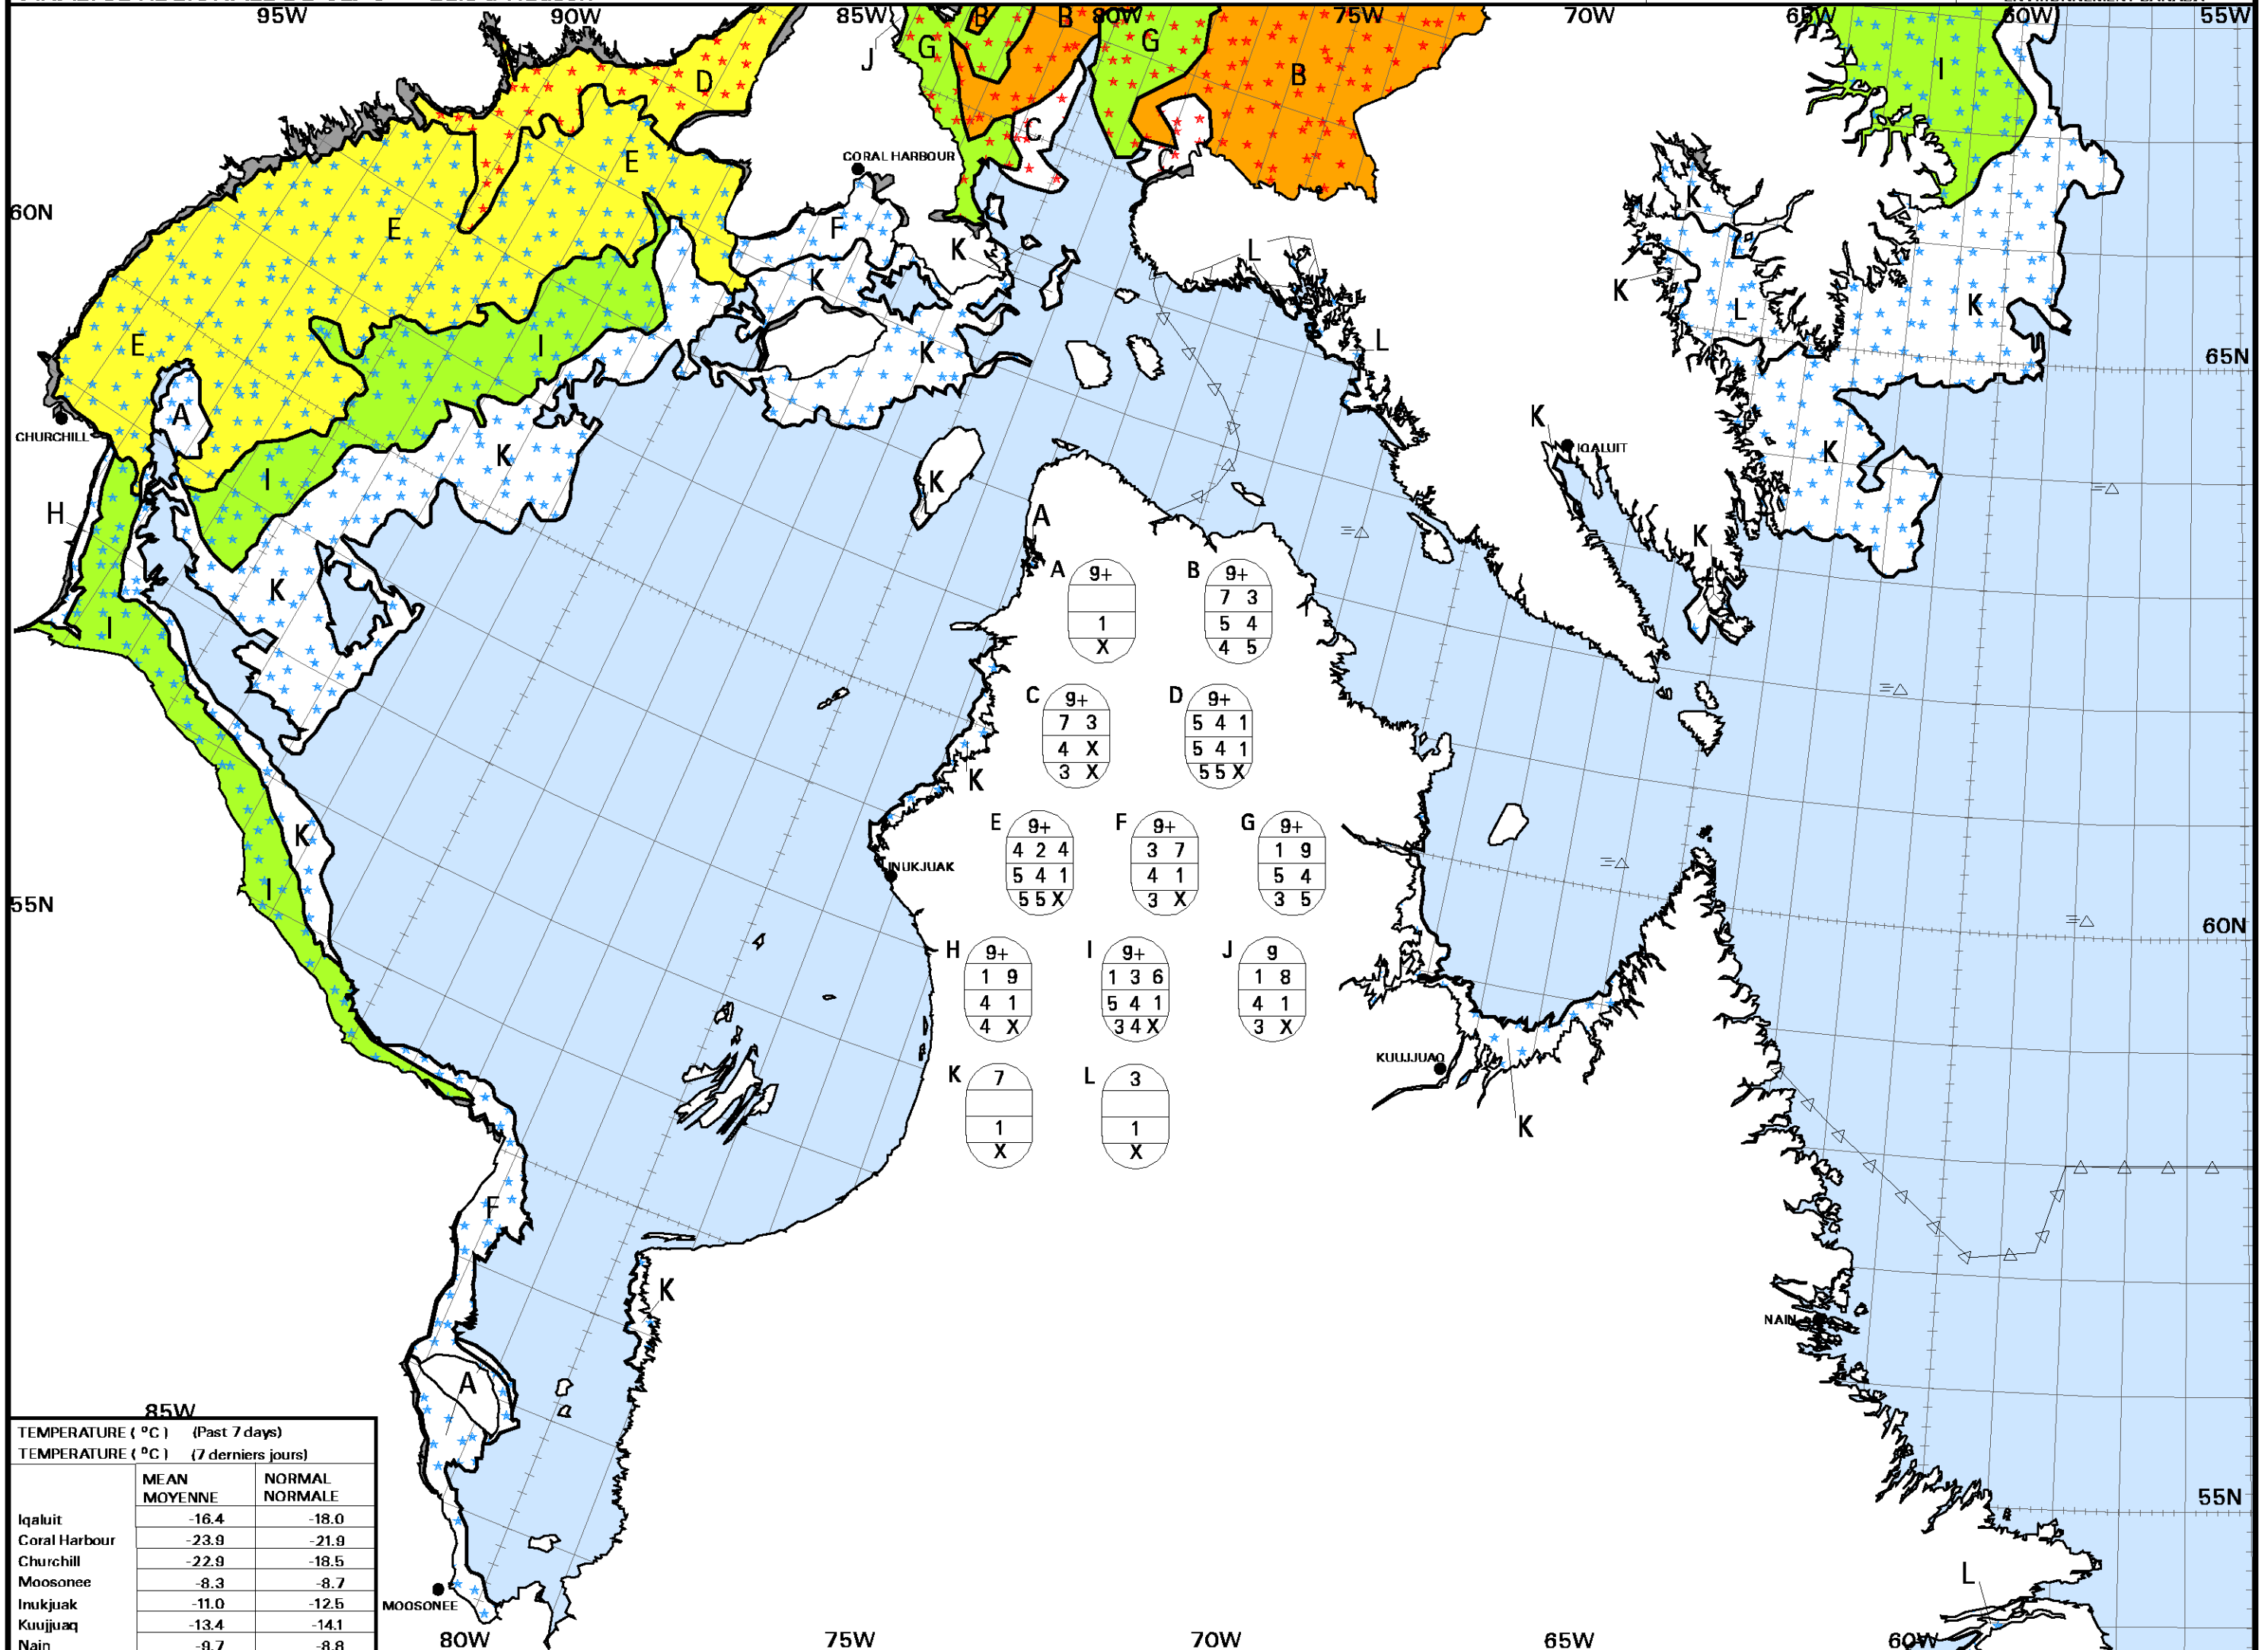 95W 90W 85W 80W 75W 70W 65W 60W 55W
B B
G G
J
D
B
I
C C
CORAL HARBOUR
E
60N
K
F
E
K
L
L
K
K
K
E
I
L
L
K
65N
A
K
CHURCHILL
K
IQALUIT
K
K
I
K
H
A
K
A 9+
1
X
B 9+
7 3
5 4
4 5
K
I
C 9+
7 3
4 X
3 X
D 9+
5 4 1
5 4 1
5 5 X
K
K
E 9+
4 2 4
5 4 1
5 5 X
F 9+
3 7
4 1
3 X
G 9+
1 9
5 4
3 5
INUKJUAK
I
55N
60N
H 9+
1 9
4 1
4 X
I 9+
1 3 6
5 4 1
3 4 X
J 9
1 8
4 1
3 X
KUUJJUAQ
K 7
1
X
L 3
1
X
K
F
K
NAIN
A
85W
TEMPERATURE ( °C ) (Past 7 days)
TEMPERATURE ( °C ) (7 derniers jours)
MEAN NORMAL
MOYENNE NORMALE
Iqaluit -16.4 -18.0
Coral Harbour -23.9 -21.9
Churchill -22.9 -18.5
Moosonee -8.3 -8.7
Inukjuak -11.0 -12.5
Kuujjuaq -13.4 -14.1
Nain -9.7 -8.8
55N
L
MOOSONEE
80W 75W 70W 65W 60W